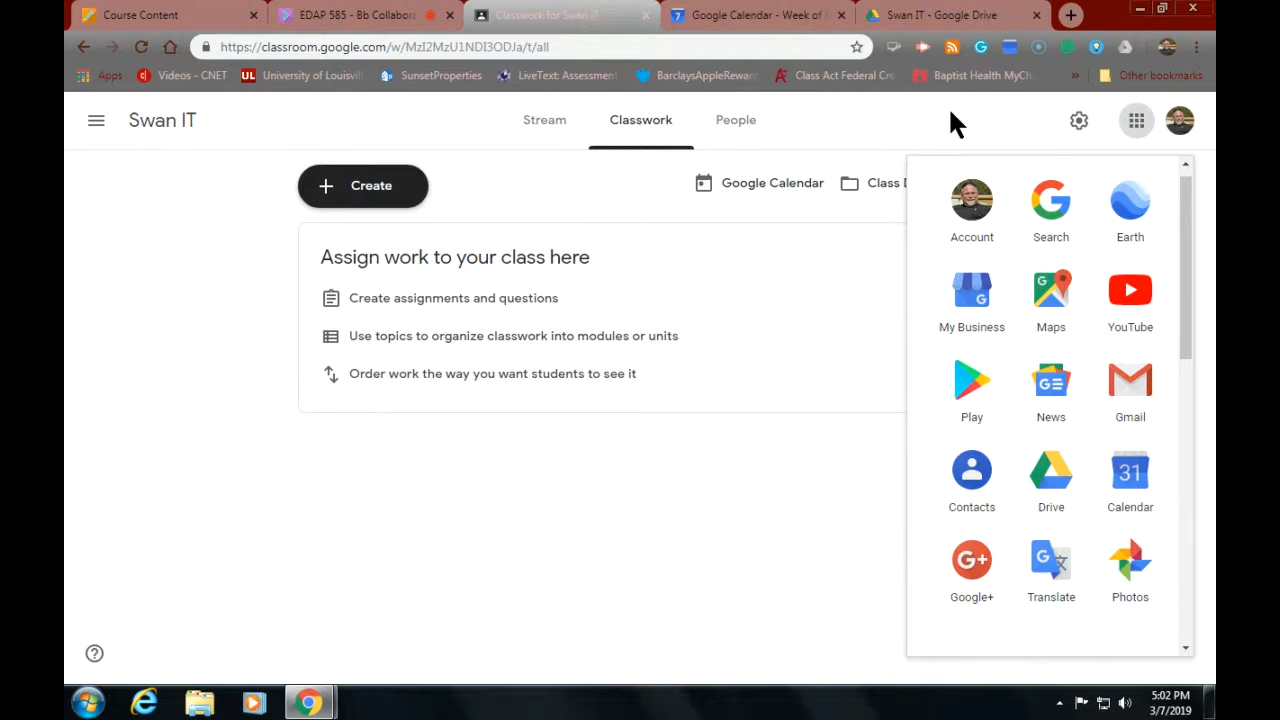 Course Content
EDAP 585 - Bb Collabora
Classwork for Swan IT
Google Calendar - Week of
Swan IT - Google Drive
https://classroom.google.com/w/MzI2MzU1NDI3ODJa/t/all
Apps
Videos - CNET
UL University of Louisvil
SunsetProperties
LiveText: Assessment
BarclaysAppleRewar
Class Act Federal Cre
Baptist Health MyCh
»
Other bookmarks
Swan IT
Stream
Classwork
People
Create
Google Calendar
Class D
Assign work to your class here
Create assignments and questions
Use topics to organize classwork into modules or units
Order work the way you want students to see it
Account
Search
Earth
My Business
Maps
YouTube
Play
News
Gmail
Contacts
Drive
31
Calendar
G+
Google+
Translate
Photos
5:02 PM
3/7/2019